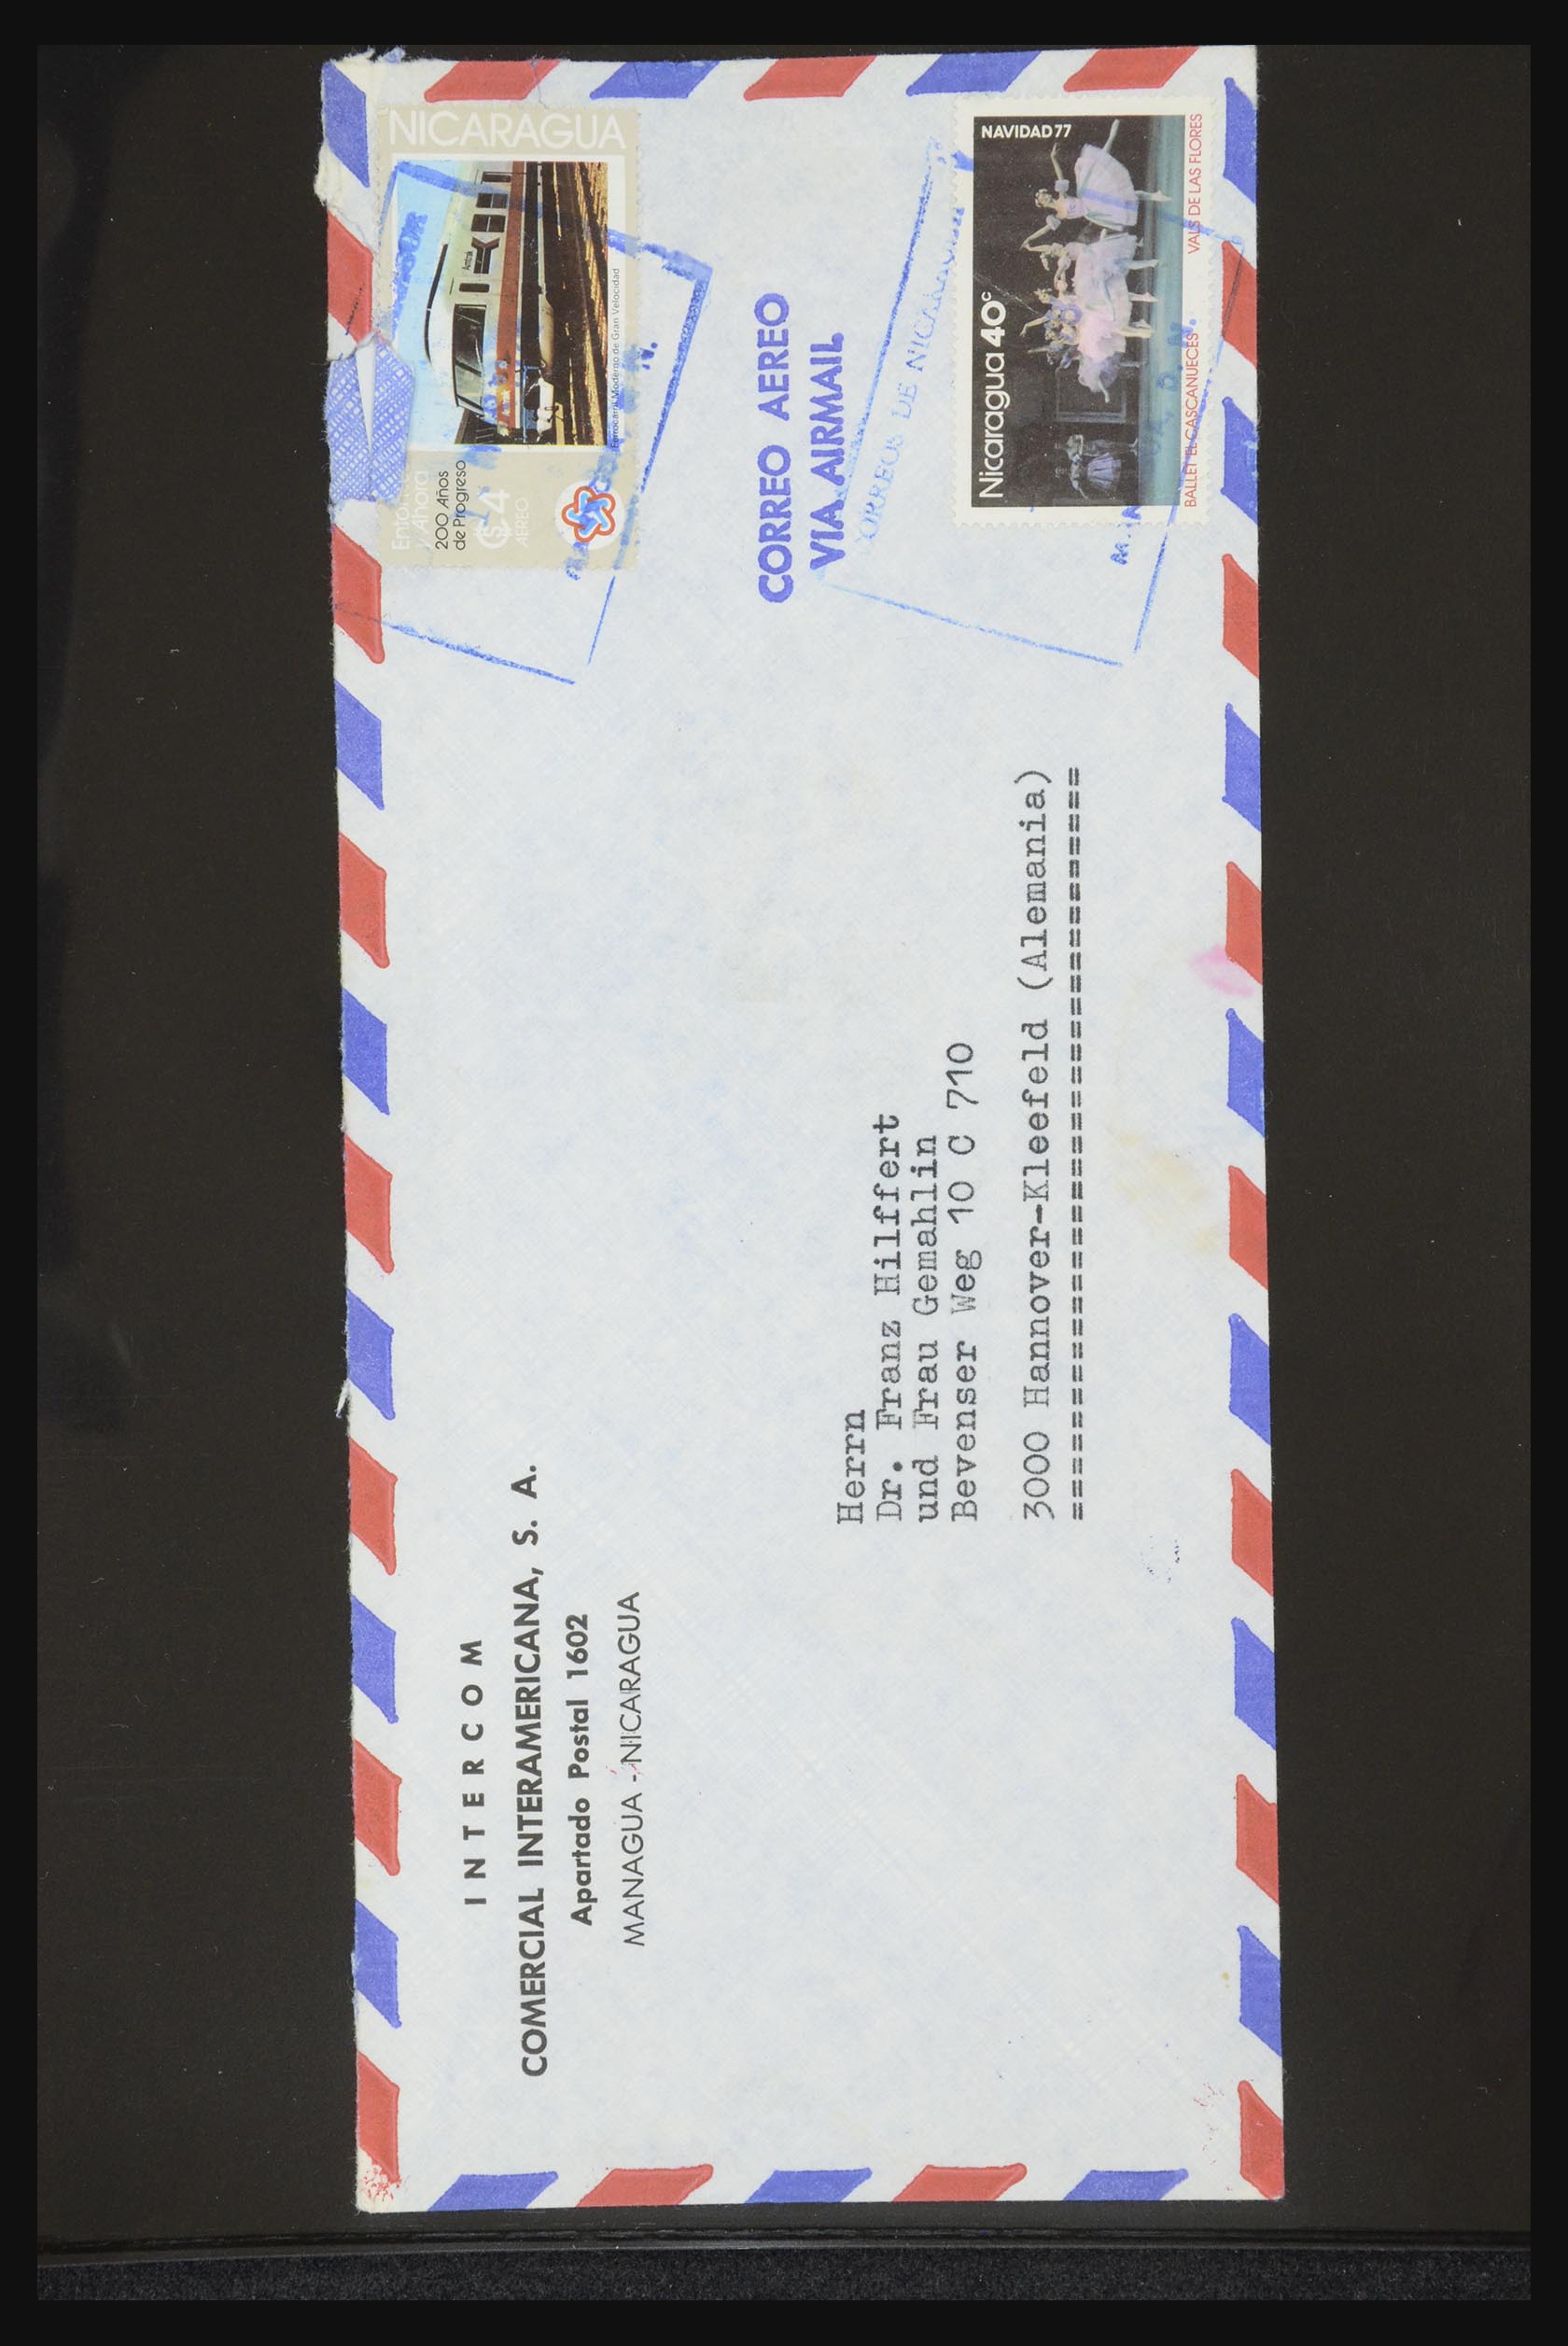 INTERCOM
COMERCIAL INTERAMERICANA, S. A.
Apartado Postal 1602
MANAGUA - NICARAGUA
NICARAGUA
Ferrocarril Moderno de Gran Velocidad
Amtrak
y Ahora
200 Años
de Progreso
₡$ 4
AEREO
CORREO AEREO
VIA AIRMAIL
CORREOS DE NICARAGUA
NAVIDAD 77
Nicaragua 40c
BALLET EL CASCANUECES
VALS DE LAS FLORES
Herrn
Dr. Franz Hilffert
und Frau Gemahlin
Bevenser Weg 10 C 710
3000 Hannover-Kleefeld (Alemania)